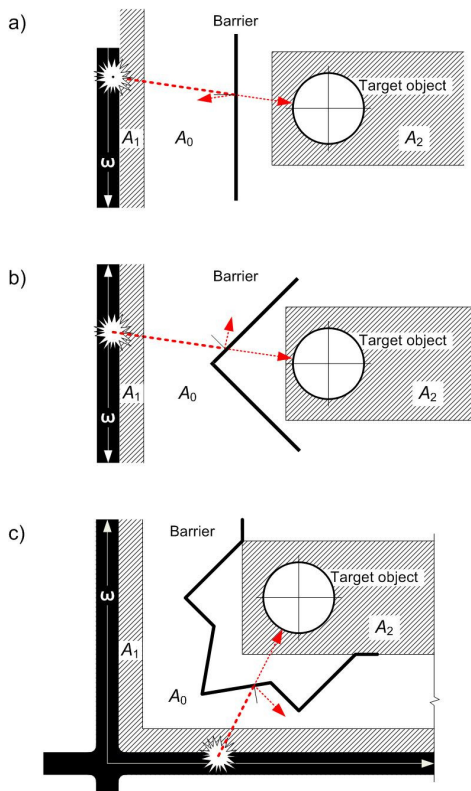 a)
Barrier
Target object
A1
A0
A2
ω
b)
Barrier
Target object
A1
A0
A2
ω
c)
Barrier
ω
Target object
A1
A2
A0